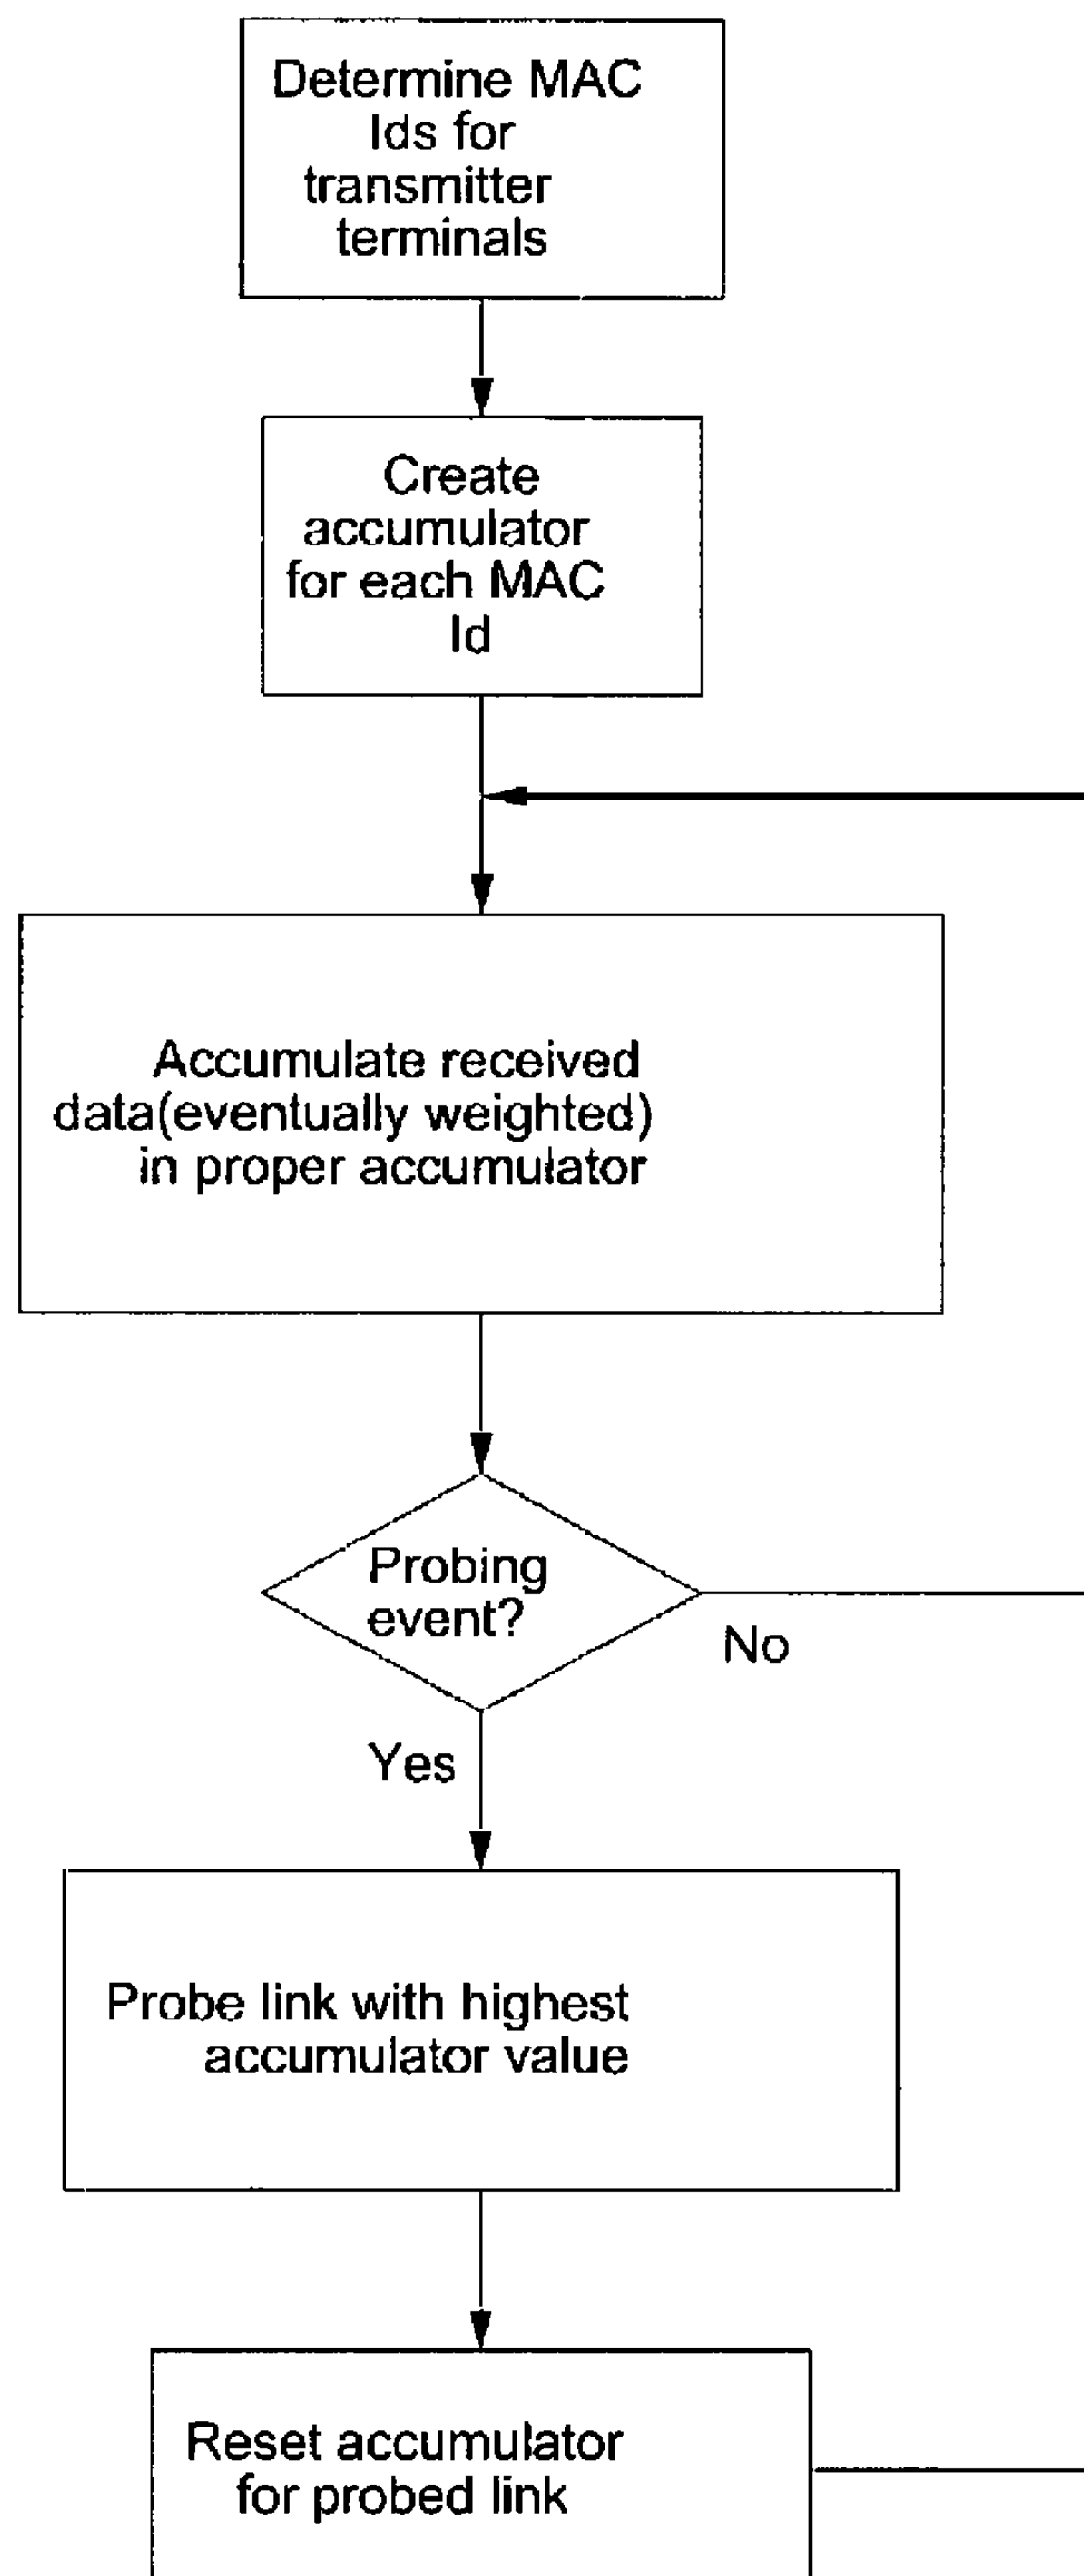 Determine MAC
Ids for
transmitter
terminals
Create
accumulator
for each MAC
Id
Accumulate received
data(eventually weighted)
in proper accumulator
Probing
event?
No
Yes
Probe link with highest
accumulator value
Reset accumulator
for probed link